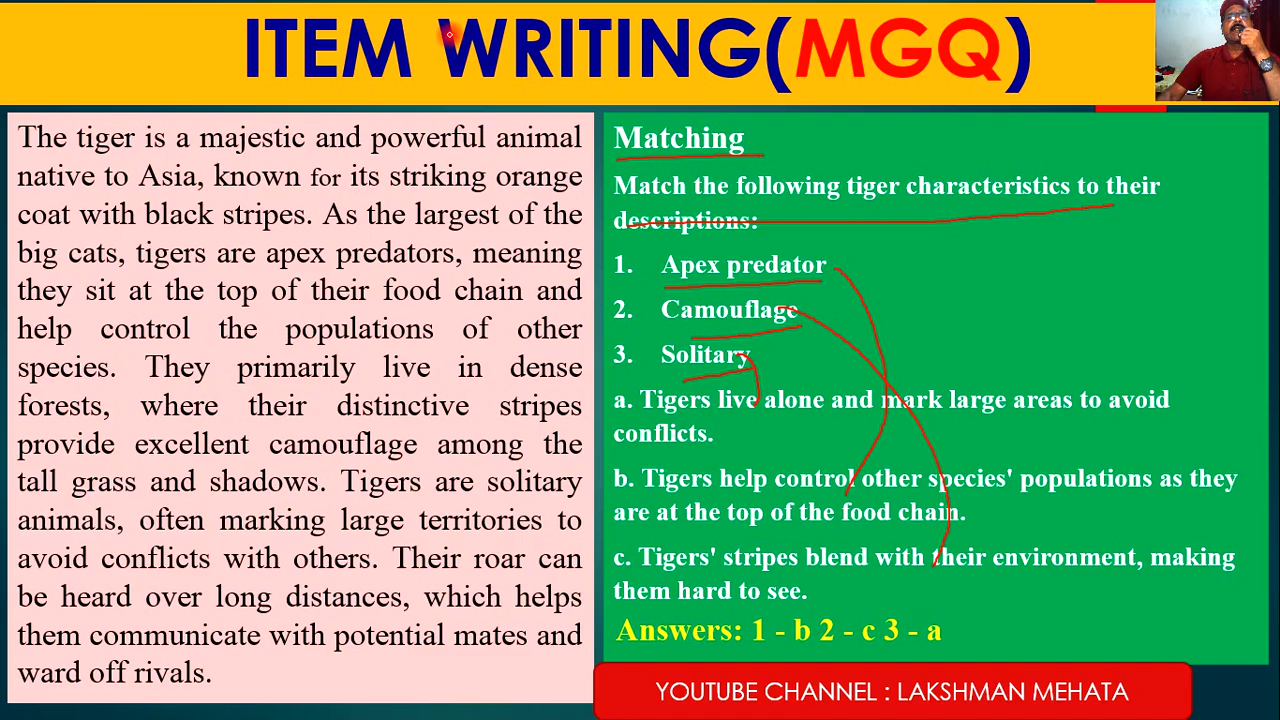 ITEM WRITING(MGQ)
The tiger is a majestic and powerful animal
native to Asia, known for its striking orange
coat with black stripes. As the largest of the
big cats, tigers are apex predators, meaning
they sit at the top of their food chain and
help control the populations of other
species. They primarily live in dense
forests, where their distinctive stripes
provide excellent camouflage among the
tall grass and shadows. Tigers are solitary
animals, often marking large territories to
avoid conflicts with others. Their roar can
be heard over long distances, which helps
them communicate with potential mates and
ward off rivals.
Matching
Match the following tiger characteristics to their
descriptions:
1. Apex predator
2. Camouflage
3. Solitary
a. Tigers live alone and mark large areas to avoid
conflicts.
b. Tigers help control other species' populations as they
are at the top of the food chain.
c. Tigers' stripes blend with their environment, making
them hard to see.
Answers: 1 - b 2 - c 3 - a
YOUTUBE CHANNEL : LAKSHMAN MEHATA